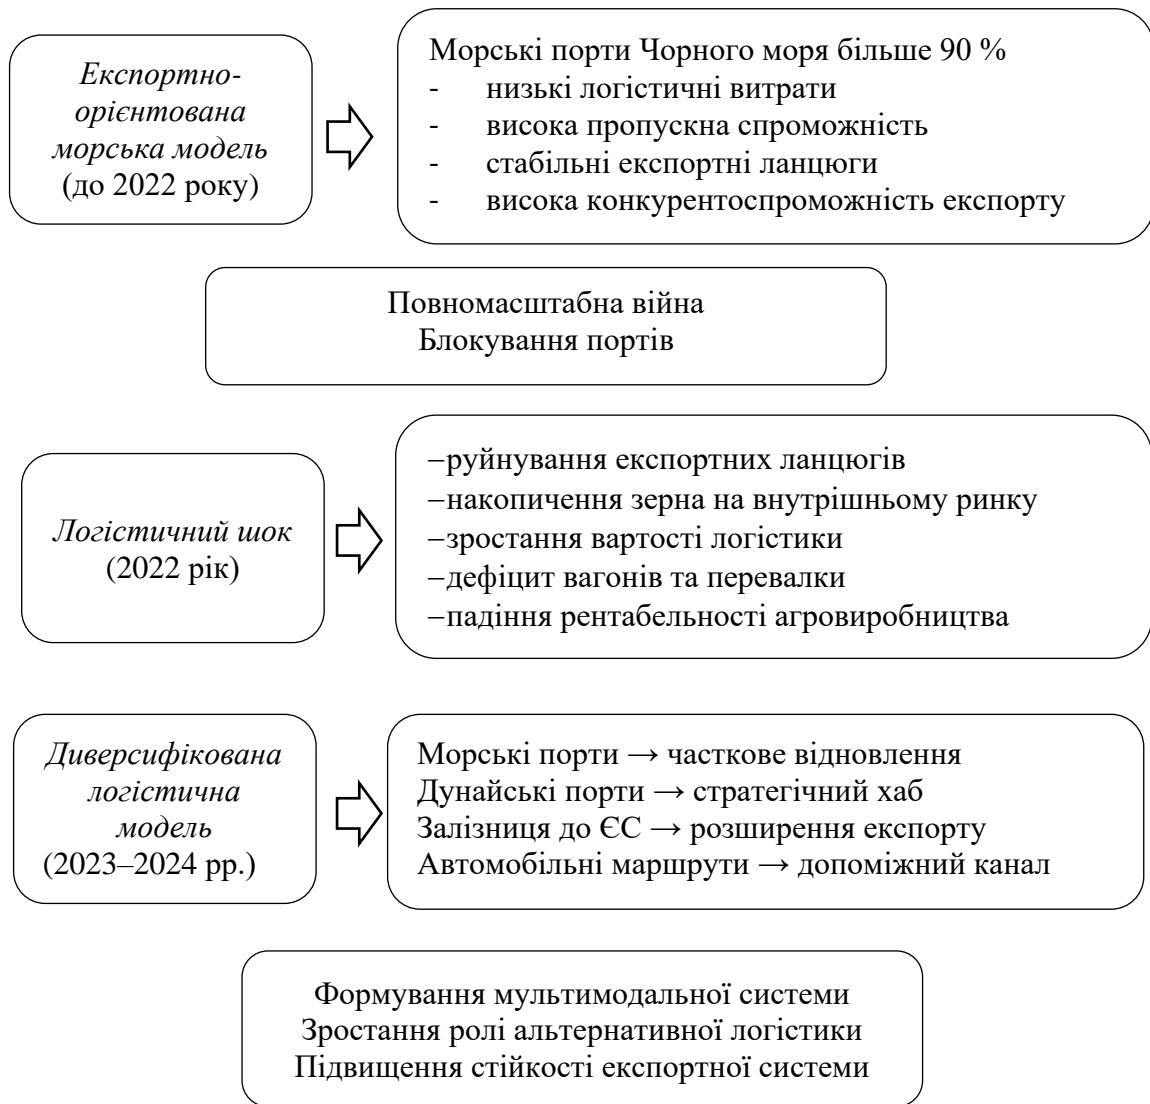 Експортно-
орієнтована
морська модель
(до 2022 року)
Морські порти Чорного моря більше 90 %
- низькі логістичні витрати
- висока пропускна спроможність
- стабільні експортні ланцюги
- висока конкурентоспроможність експорту
Повномасштабна війна
Блокування портів
Логістичний шок
(2022 рік)
–руйнування експортних ланцюгів
–накопичення зерна на внутрішньому ринку
–зростання вартості логістики
–дефіцит вагонів та перевалки
–падіння рентабельності агровиробництва
Диверсифікована
логістична
модель
(2023–2024 рр.)
Морські порти → часткове відновлення
Дунайські порти → стратегічний хаб
Залізниця до ЄС → розширення експорту
Автомобільні маршрути → допоміжний канал
Формування мультимодальної системи
Зростання ролі альтернативної логістики
Підвищення стійкості експортної системи